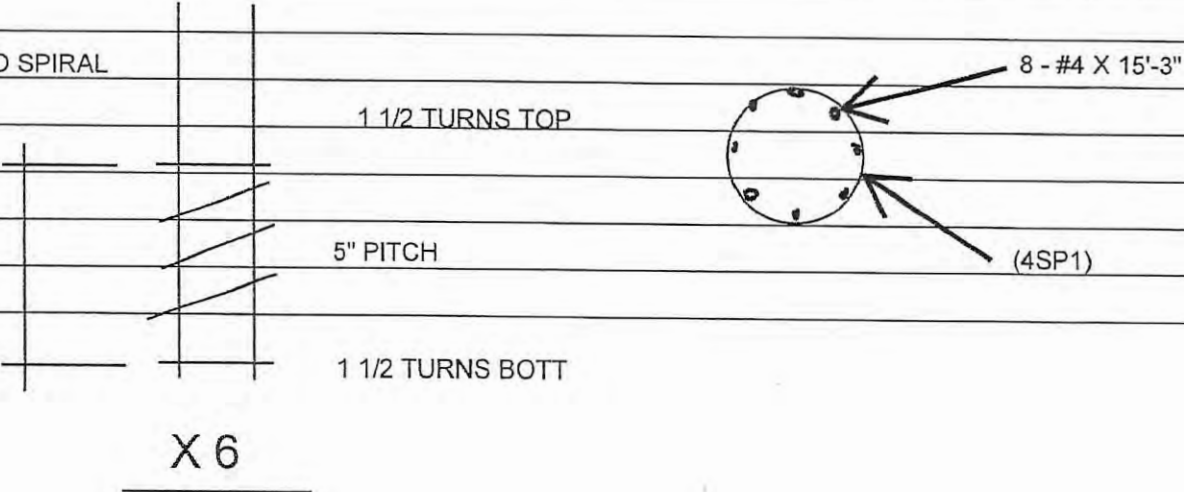 D SPIRAL
8 - #4 X 15'-3"
1 1/2 TURNS TOP
5" PITCH
(4SP1)
1 1/2 TURNS BOTT
X 6